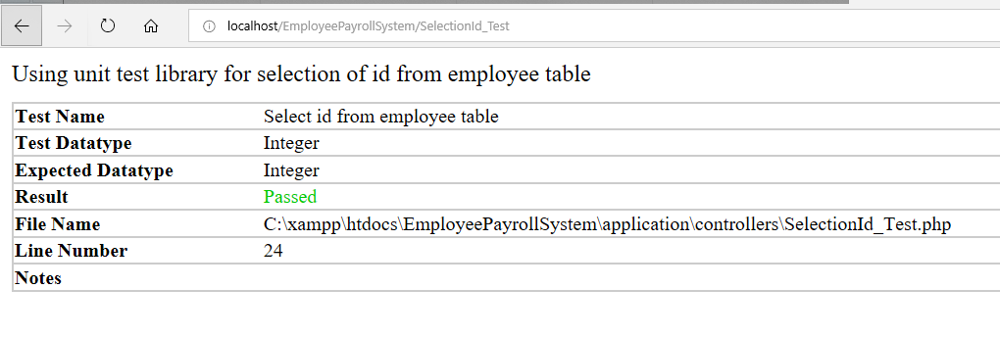 localhost/EmployeePayrollSystem/SelectionId_Test
Using unit test library for selection of id from employee table
Test Name Select id from employee table
Test Datatype Integer
Expected Datatype Integer
Result Passed
File Name C:\xampp\htdocs\EmployeePayrollSystem\application\controllers\SelectionId_Test.php
Line Number 24
Notes